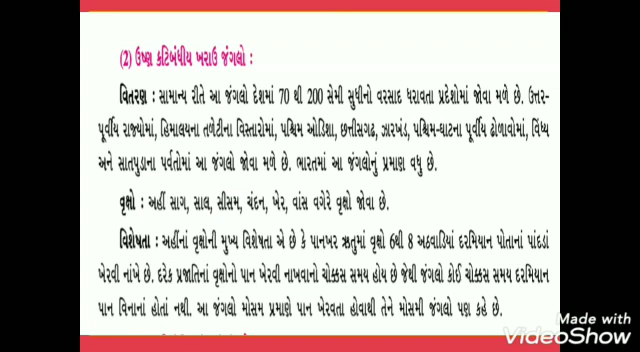 (2) ઉષ્ણ કટિબંધીય ખરાઉ જંગલો :
વિતરણ : સામાન્ય રીતે આ જંગલો દેશમાં 70 થી 200 સેમી સુધીનો વરસાદ ધરાવતા પ્રદેશોમાં જોવા મળે છે. ઉત્તર-
પૂર્વીય રાજ્યોમાં, હિમાલયના તળેટીના વિસ્તારોમાં, પશ્ચિમ ઓડિશા, છત્તીસગઢ, ઝારખંડ, પશ્ચિમ-ઘાટના પૂર્વીય ઢોળાવોમાં, વિંધ્ય
અને સાતપુડાના પર્વતોમાં આ જંગલો જોવા મળે છે. ભારતમાં આ જંગલોનું પ્રમાણ વધુ છે.
વૃક્ષો : અહીં સાગ, સાલ, સીસમ, ચંદન, ખેર, વાંસ વગેરે વૃક્ષો જોવા છે.
વિશેષતા : અહીંનાં વૃક્ષોની મુખ્ય વિશેષતા એ છે કે પાનખર ઋતુમાં વૃક્ષો 6થી 8 અઠવાડિયાં દરમિયાન પોતાનાં પાંદડાં
ખેરવી નાંખે છે. દરેક પ્રજાતિનાં વૃક્ષોનો પાન ખેરવી નાખવાનો ચોક્કસ સમય હોય છે જેથી જંગલો કોઈ ચોક્કસ સમય દરમિયાન
પાન વિનાનાં હોતાં નથી. આ જંગલો મોસમ પ્રમાણે પાન ખેરવતા હોવાથી તેને મોસમી જંગલો પણ કહે છે.
Made with
VideoShow